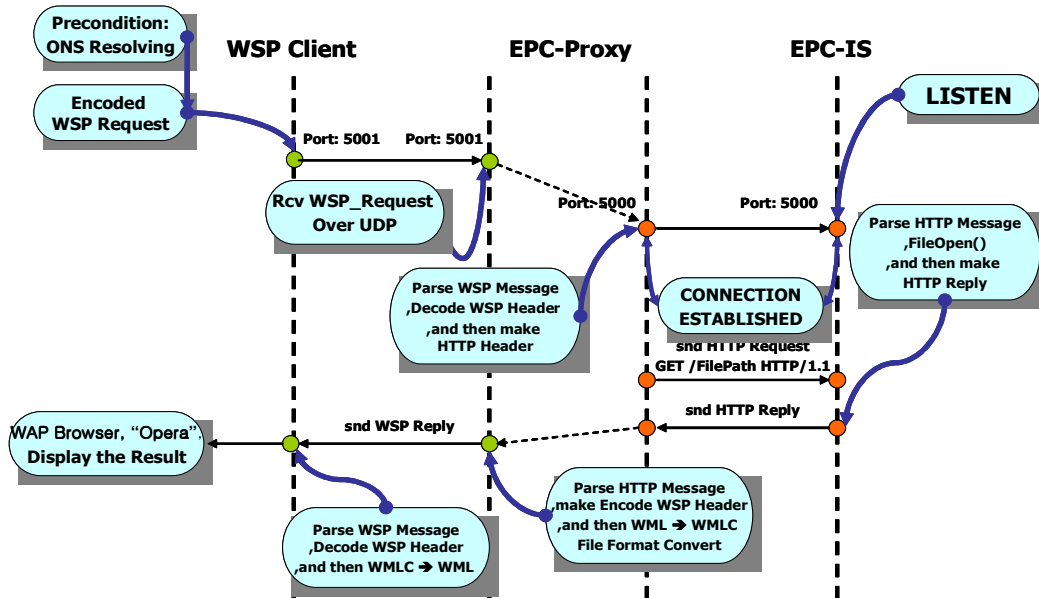 Precondition:
ONS Resolving
WSP Client
EPC-Proxy
EPC-IS
Encoded
WSP Request
LISTEN
Port: 5001
Port: 5001
Rcv WSP_Request
Over UDP
Port: 5000
Port: 5000
Parse HTTP Message
,FileOpen()
,and then make
HTTP Reply
Parse WSP Message
,Decode WSP Header
,and then make
HTTP Header
CONNECTION
ESTABLISHED
snd HTTP Request
GET /FilePath HTTP/1.1
snd HTTP Reply
snd WSP Reply
WAP Browser, “Opera”,
Display the Result
Parse HTTP Message
,make Encode WSP Header
,and then WML ➔ WMLC
File Format Convert
Parse WSP Message
,Decode WSP Header
,and then WMLC ➔ WML